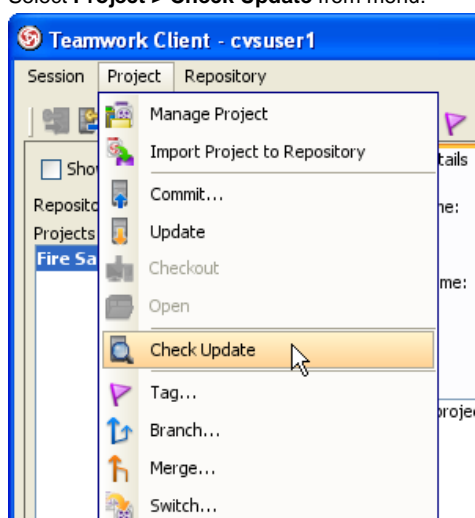 Select Project > Check Update from menu.
Teamwork Client - cvsuser1
Session Project Repository
Manage Project
Import Project to Repository
Commit...
Update
Checkout
Open
Check Update
Tag...
Branch...
Merge...
Switch...
Projects
Fire